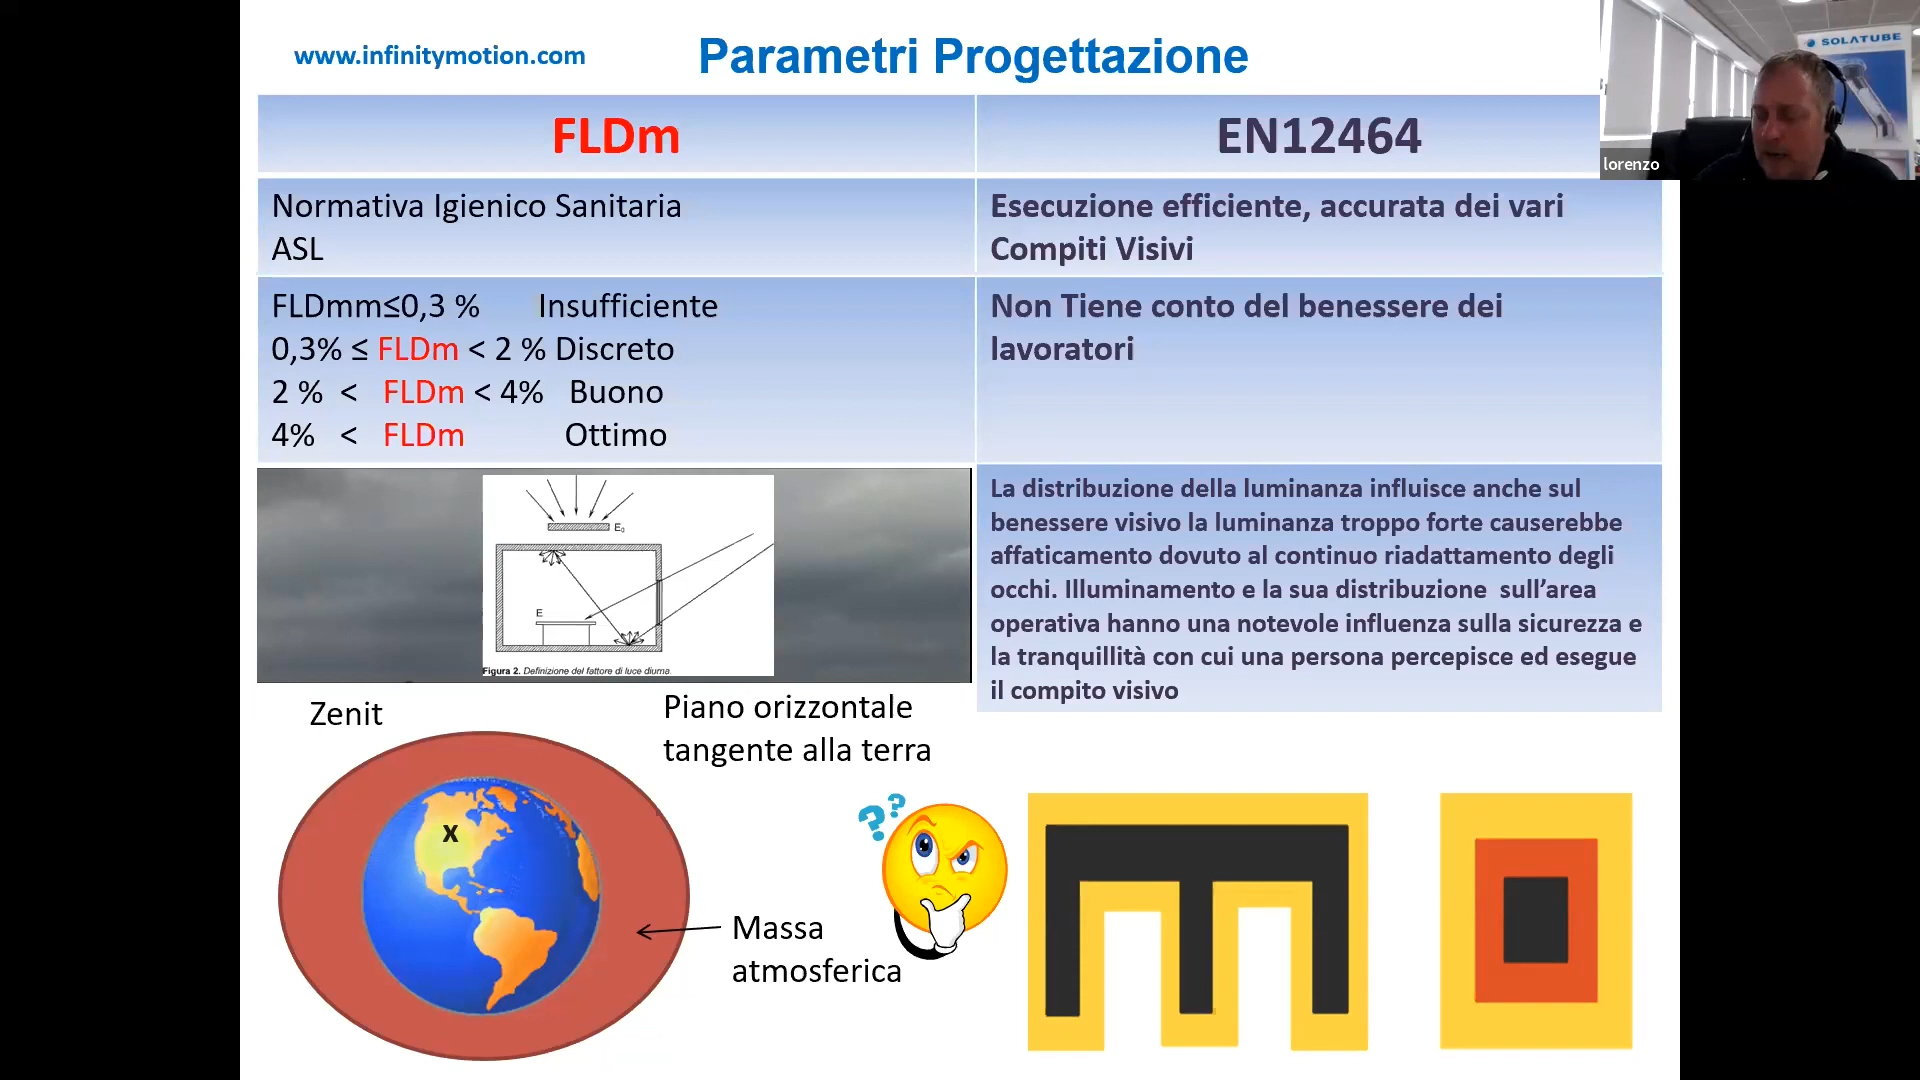 www.infinitymotion.com
Parametri Progettazione
SOLATUBE
lorenzo
FLDm
EN12464
Normativa Igienico Sanitaria
ASL
Esecuzione efficiente, accurata dei vari
Compiti Visivi
FLDmm≤0,3 % Insufficiente
0,3% ≤ FLDm < 2 % Discreto
2 % < FLDm < 4% Buono
4% < FLDm Ottimo
Non Tiene conto del benessere dei
lavoratori
E0
E
Figura 2. Definizione del fattore di luce diurna.
La distribuzione della luminanza influisce anche sul
benessere visivo la luminanza troppo forte causerebbe
affaticamento dovuto al continuo riadattamento degli
occhi. Illuminamento e la sua distribuzione sull’area
operativa hanno una notevole influenza sulla sicurezza e
la tranquillità con cui una persona percepisce ed esegue
il compito visivo
Zenit
Piano orizzontale
tangente alla terra
x
? ?
Massa
atmosferica